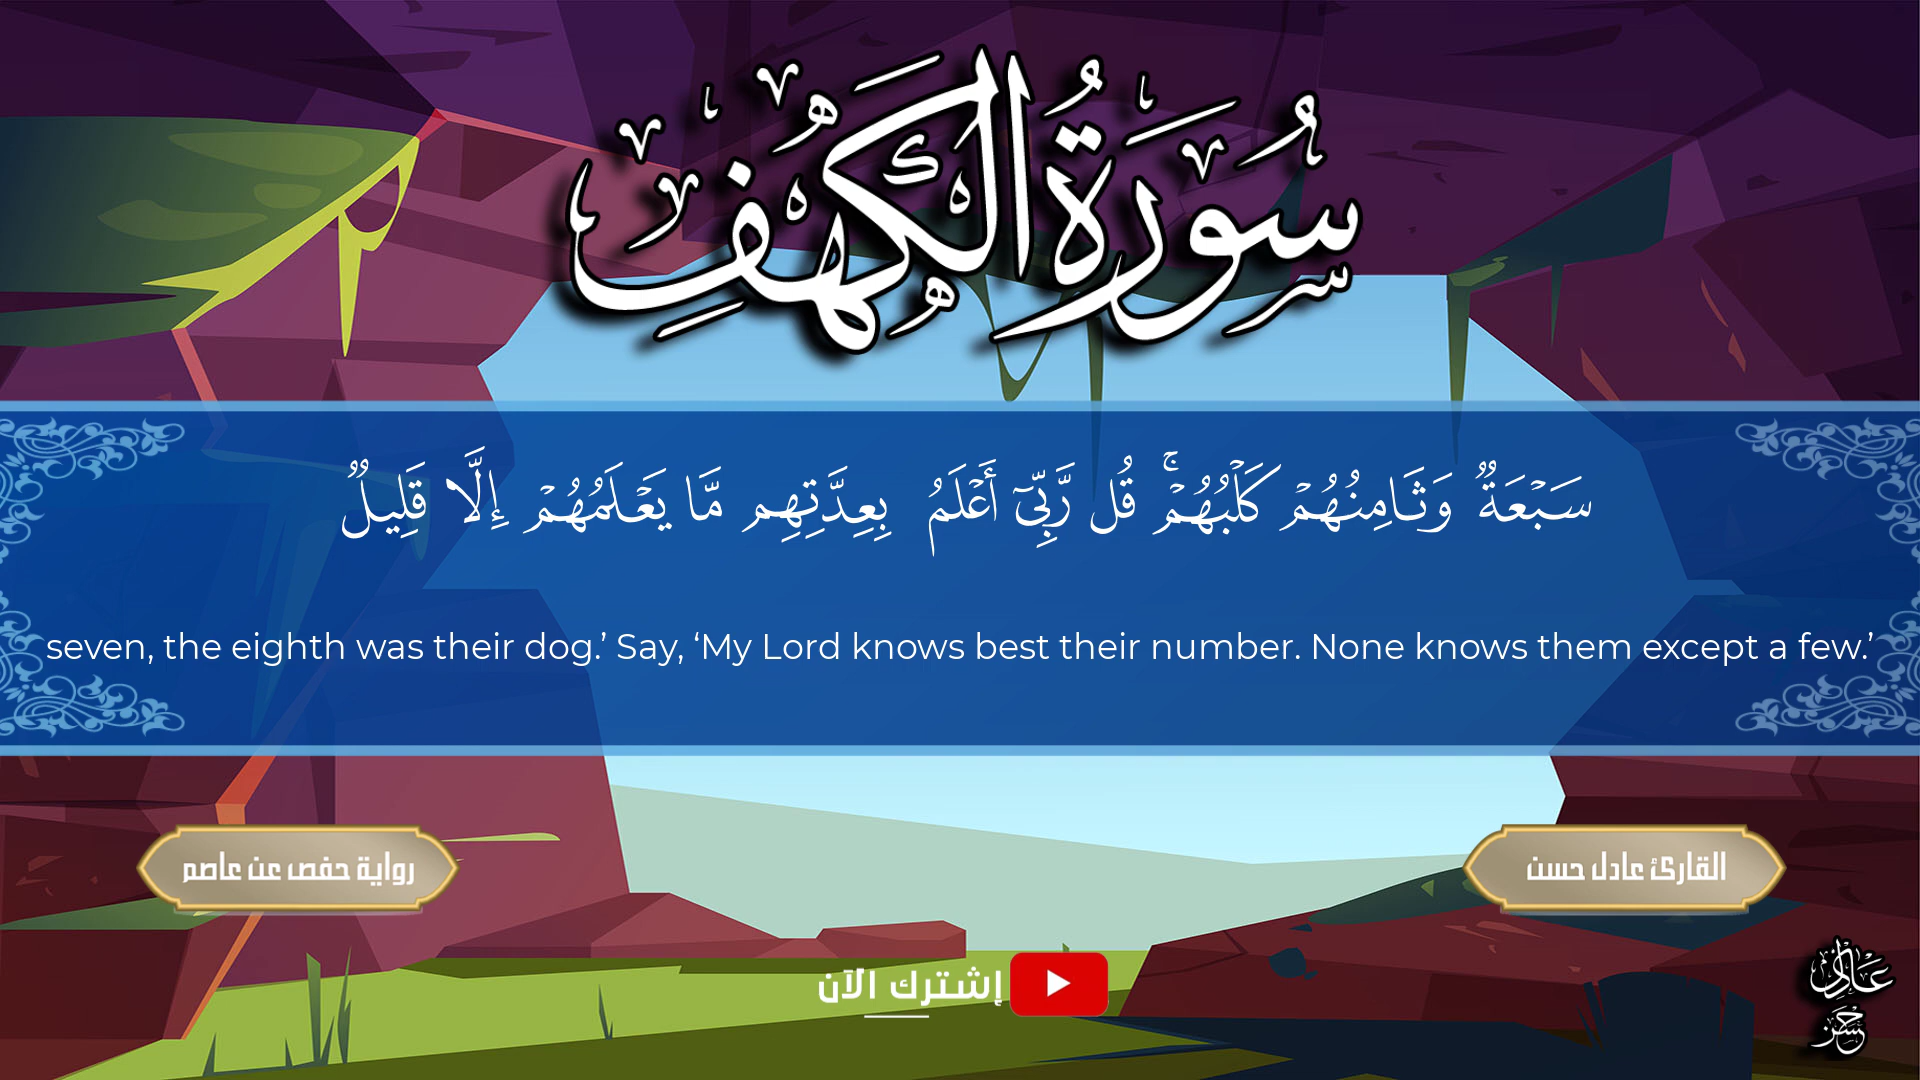 سُورَةُ الكَهْفِ
سَبْعَةٌ وَثَامِنُهُمْ كَلْبُهُمْ ۚ قُل رَّبِّىٓ أَعْلَمُ بِعِدَّتِهِم مَّا يَعْلَمُهُمْ إِلَّا قَلِيلٌ
seven, the eighth was their dog.’ Say, ‘My Lord knows best their number. None knows them except a few.’
القارئ عادل حسن
رواية حفص عن عاصم
إشترك الآن
عادل
حسن